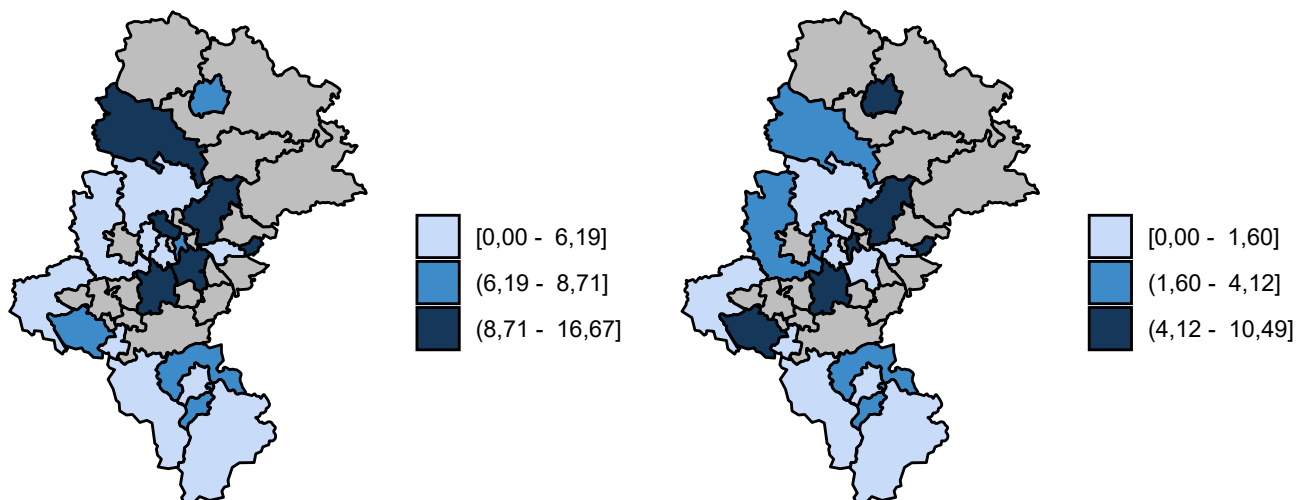 [0,00 - 6,19]
(6,19 - 8,71]
(8,71 - 16,67]
[0,00 - 1,60]
(1,60 - 4,12]
(4,12 - 10,49]